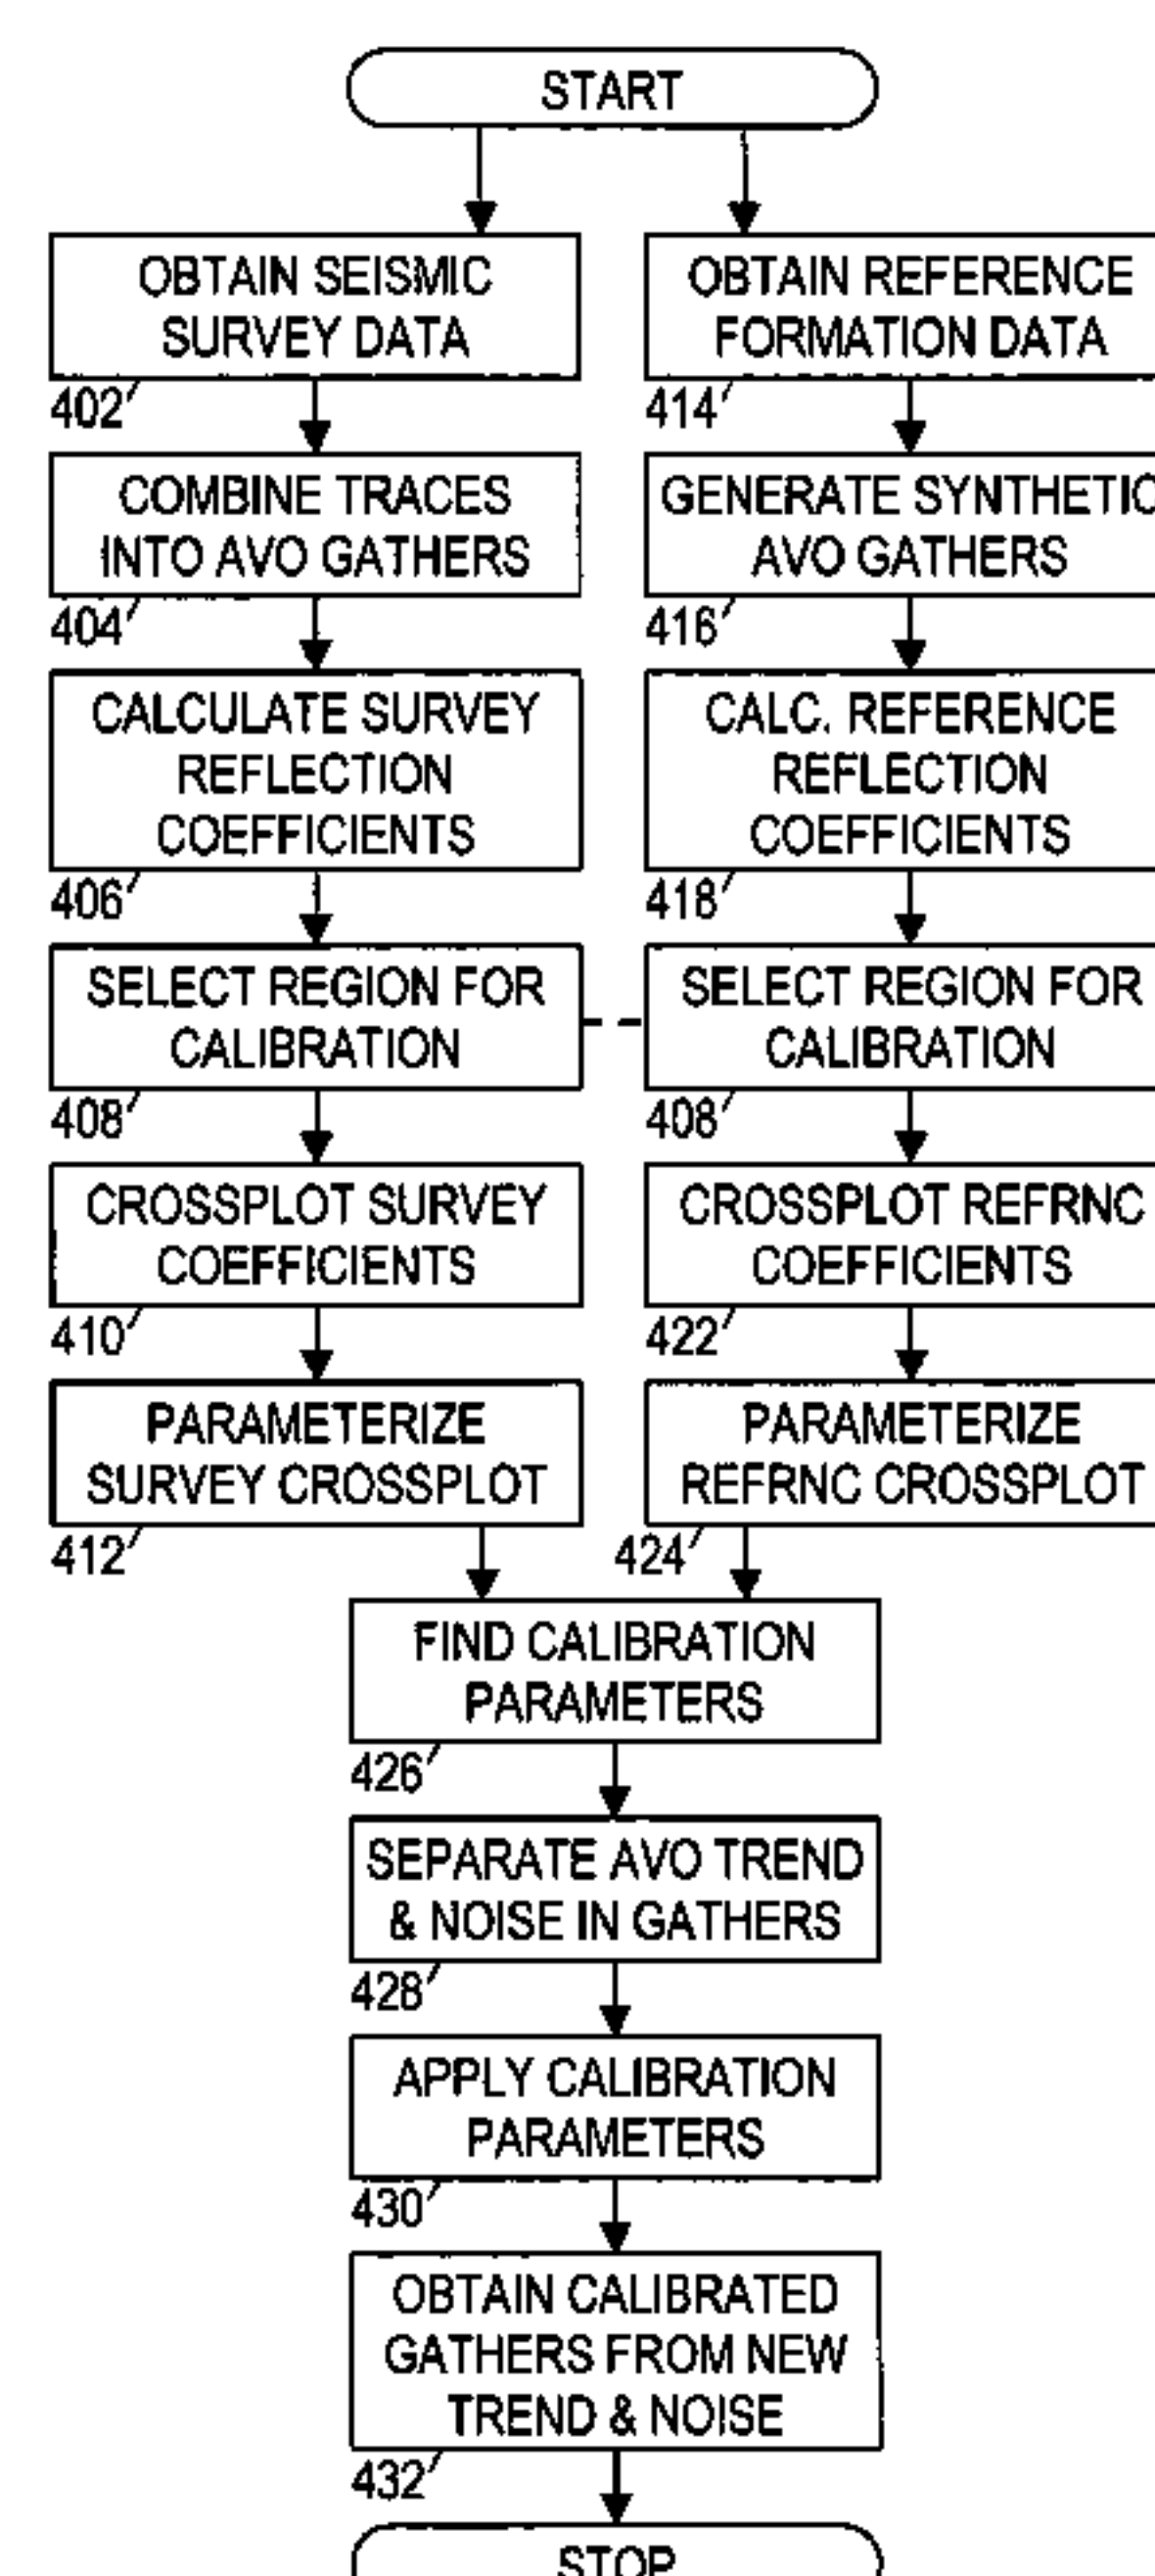 START
OBTAIN SEISMIC
SURVEY DATA
402
COMBINE TRACES
INTO AVO GATHERS
404
CALCULATE SURVEY
REFLECTION
COEFFICIENTS
406
SELECT REGION FOR
CALIBRATION
408
CROSSPLOT SURVEY
COEFFICIENTS
410
PARAMETERIZE
SURVEY CROSSPLOT
412
OBTAIN REFERENCE
FORMATION DATA
414
GENERATE SYNTHETIC
AVO GATHERS
416
CALC. REFERENCE
REFLECTION
COEFFICIENTS
418
SELECT REGION FOR
CALIBRATION
408
CROSSPLOT REFRNC
COEFFICIENTS
422
PARAMETERIZE
REFRNC CROSSPLOT
424
FIND CALIBRATION
PARAMETERS
426
SEPARATE AVO TREND
& NOISE IN GATHERS
428
APPLY CALIBRATION
PARAMETERS
430
OBTAIN CALIBRATED
GATHERS FROM NEW
TREND & NOISE
432
STOP